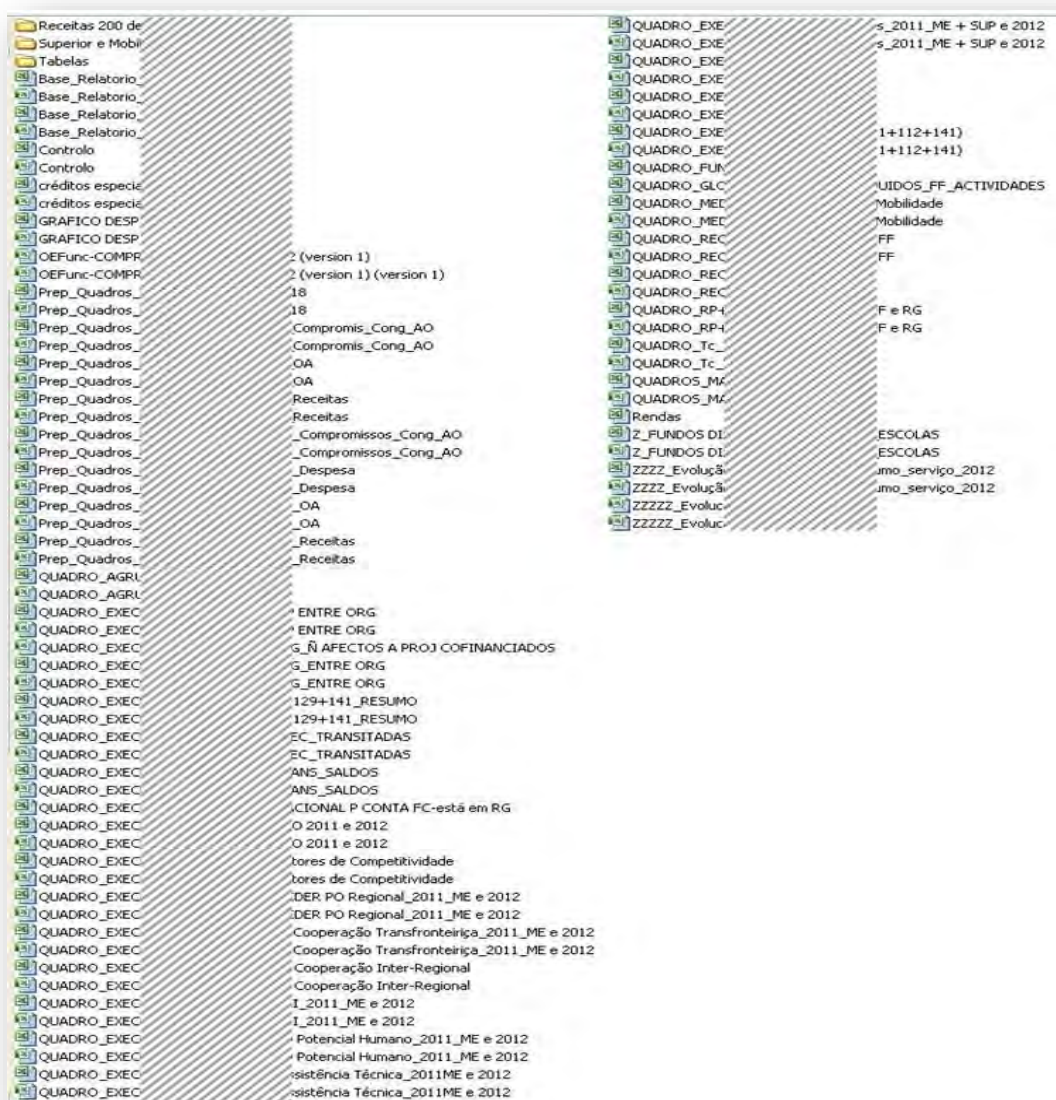 Receitas 200 de
Superior e Mobi
Tabelas
Base_Relatorio_
Base_Relatorio_
Base_Relatorio_
Base_Relatorio_
Controlo
Controlo
créditos especia
créditos especia
GRAFICO DESP
GRAFICO DESP
OEFunc-COMPR 2 (version 1)
OEFunc-COMPR 2 (version 1) (version 1)
Prep_Quadros_ 18
Prep_Quadros_ 18
Prep_Quadros_ Compromis_Cong_AO
Prep_Quadros_ Compromis_Cong_AO
Prep_Quadros_ OA
Prep_Quadros_ OA
Prep_Quadros_ Receitas
Prep_Quadros_ Receitas
Prep_Quadros_ _Compromissos_Cong_AO
Prep_Quadros_ _Compromissos_Cong_AO
Prep_Quadros_ _Despesa
Prep_Quadros_ _Despesa
Prep_Quadros_ _OA
Prep_Quadros_ _OA
Prep_Quadros_ _Receitas
Prep_Quadros_ _Receitas
QUADRO_AGRU
QUADRO_AGRU
QUADRO_EXEC ENTRE ORG
QUADRO_EXEC ENTRE ORG
QUADRO_EXEC G_Ñ AFECTOS A PROJ COFINANCIADOS
QUADRO_EXEC G_ENTRE ORG
QUADRO_EXEC G_ENTRE ORG
QUADRO_EXEC 129+141_RESUMO
QUADRO_EXEC 129+141_RESUMO
QUADRO_EXEC EC_TRANSITADAS
QUADRO_EXEC EC_TRANSITADAS
QUADRO_EXEC ANS_SALDOS
QUADRO_EXEC ANS_SALDOS
QUADRO_EXEC CIONAL P CONTA FC-está em RG
QUADRO_EXEC O 2011 e 2012
QUADRO_EXEC O 2011 e 2012
QUADRO_EXEC tores de Competitividade
QUADRO_EXEC tores de Competitividade
QUADRO_EXEC DER PO Regional_2011_ME e 2012
QUADRO_EXEC DER PO Regional_2011_ME e 2012
QUADRO_EXEC Cooperação Transfronteiriça_2011_ME e 2012
QUADRO_EXEC Cooperação Transfronteiriça_2011_ME e 2012
QUADRO_EXEC Cooperação Inter-Regional
QUADRO_EXEC Cooperação Inter-Regional
QUADRO_EXEC I_2011_ME e 2012
QUADRO_EXEC I_2011_ME e 2012
QUADRO_EXEC Potencial Humano_2011_ME e 2012
QUADRO_EXEC Potencial Humano_2011_ME e 2012
QUADRO_EXEC ssistência Técnica_2011ME e 2012
QUADRO_EXEC ssistência Técnica_2011ME e 2012
QUADRO_EXE s_2011_ME + SUP e 2012
QUADRO_EXE s_2011_ME + SUP e 2012
QUADRO_EXE
QUADRO_EXE
QUADRO_EXE
QUADRO_EXE
QUADRO_EXE 1+112+141)
QUADRO_EXE 1+112+141)
QUADRO_FUN
QUADRO_GLO UIDOS_FF_ACTIVIDADES
QUADRO_MED Mobilidade
QUADRO_MED Mobilidade
QUADRO_REC FF
QUADRO_REC FF
QUADRO_REC
QUADRO_REC
QUADRO_RP+ F e RG
QUADRO_RP+ F e RG
QUADRO_Tc_
QUADRO_Tc_
QUADROS_MA
QUADROS_MA
Rendas
Z_FUNDOS DI ESCOLAS
Z_FUNDOS DI ESCOLAS
ZZZZ_Evoluçã umo_serviço_2012
ZZZZ_Evoluçã umo_serviço_2012
ZZZZZ_Evoluc
ZZZZZ_Evoluc